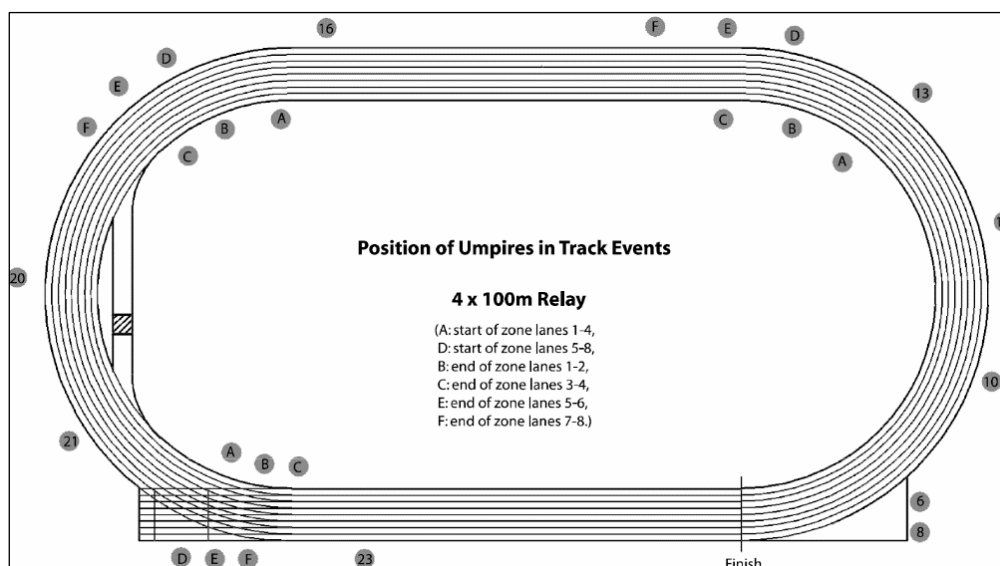 16
F
E
D
D
E
13
F
A
B
C
C
B
A
Position of Umpires in Track Events
20
4 x 100m Relay
(A: start of zone lanes 1-4,
D: start of zone lanes 5-8,
B: end of zone lanes 1-2,
C: end of zone lanes 3-4,
E: end of zone lanes 5-6,
F: end of zone lanes 7-8.)
10
21
A
B
C
6
8
D
E
F
23
Finish